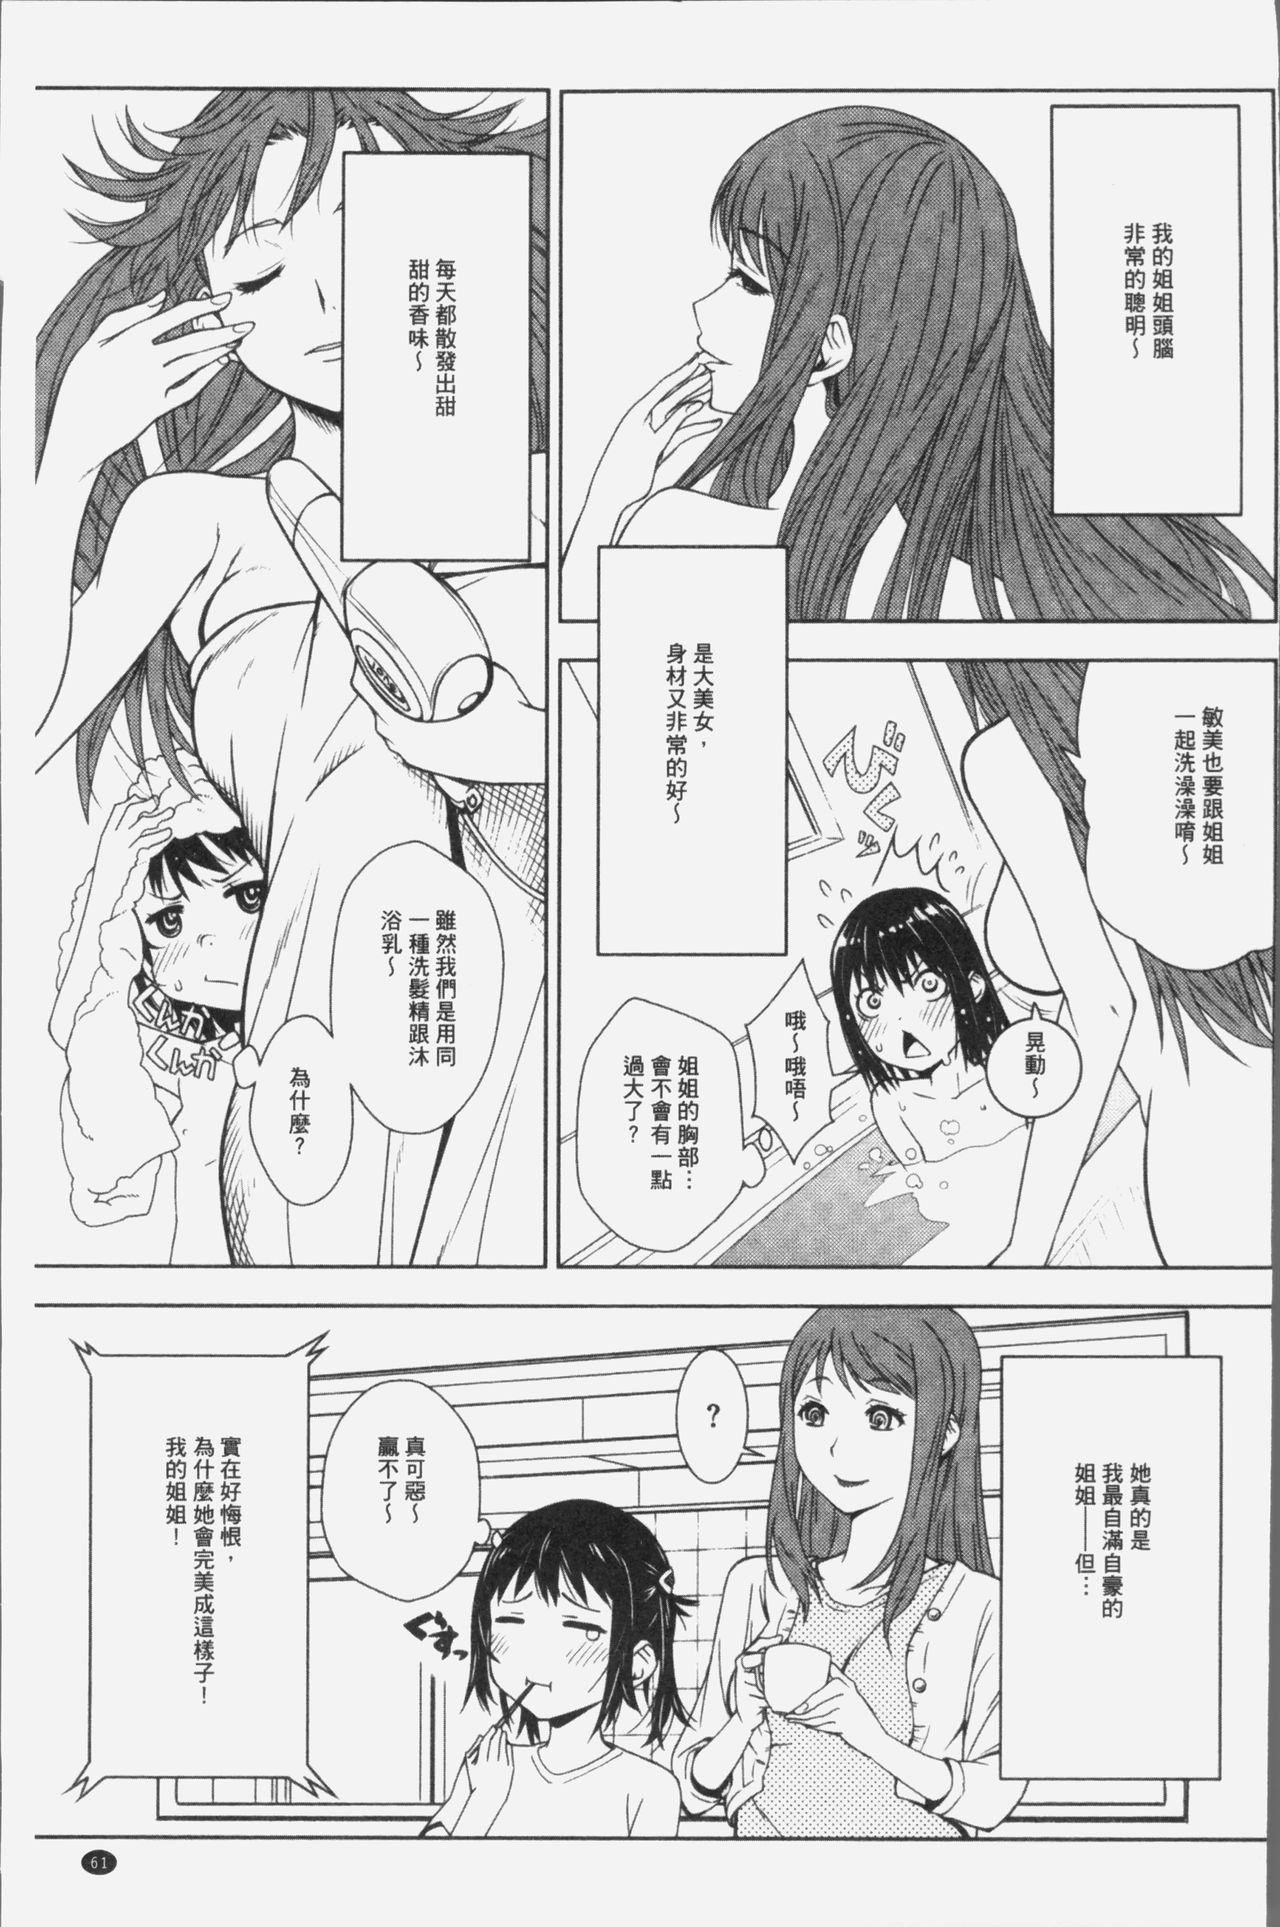 我的姐姐頭腦
非常的聰明～
是大美女，
身材又非常的好～
敏美也要跟姐姐
一起洗澡澡唷～
晃動～
びくっ
哦～哦唔～
姐姐的胸部…
會不會有一點
過大了？
每天都散發出甜
甜的香味～
雖然我們是用同
一種洗髮精跟沐
浴乳～
為什麼？
くんか
くんか
她真的是
我最自滿自豪的
姐姐——但…
？
真可惡～
贏不了～
ぐすっ
實在好悔恨，
為什麼她會完美成這樣子！
我的姐姐！
61